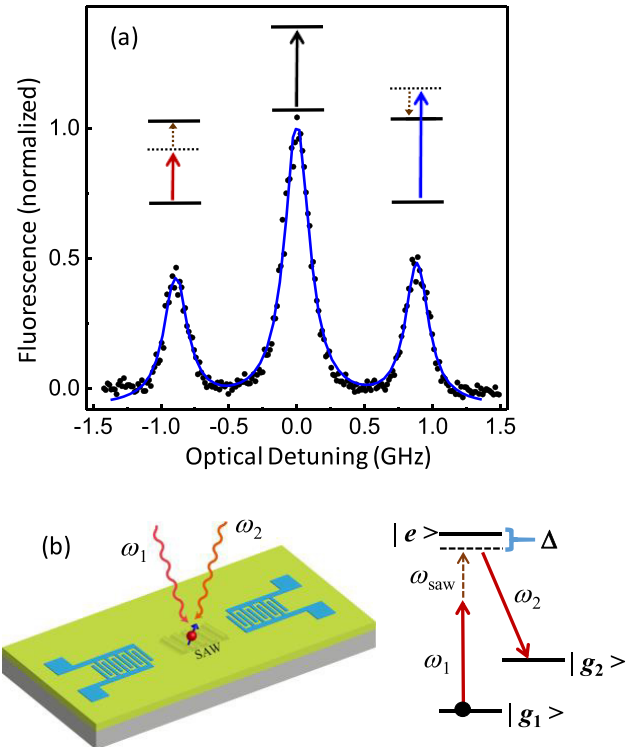 (a)
1.0
0.5
0.0
Fluorescence (normalized)
-1.5 -1.0 -0.5 0.0 0.5 1.0 1.5
Optical Detuning (GHz)
(b)
ω1
ω2
SAW
| e >
Δ
ωsaw
ω2
ω1
| g2 >
| g1 >